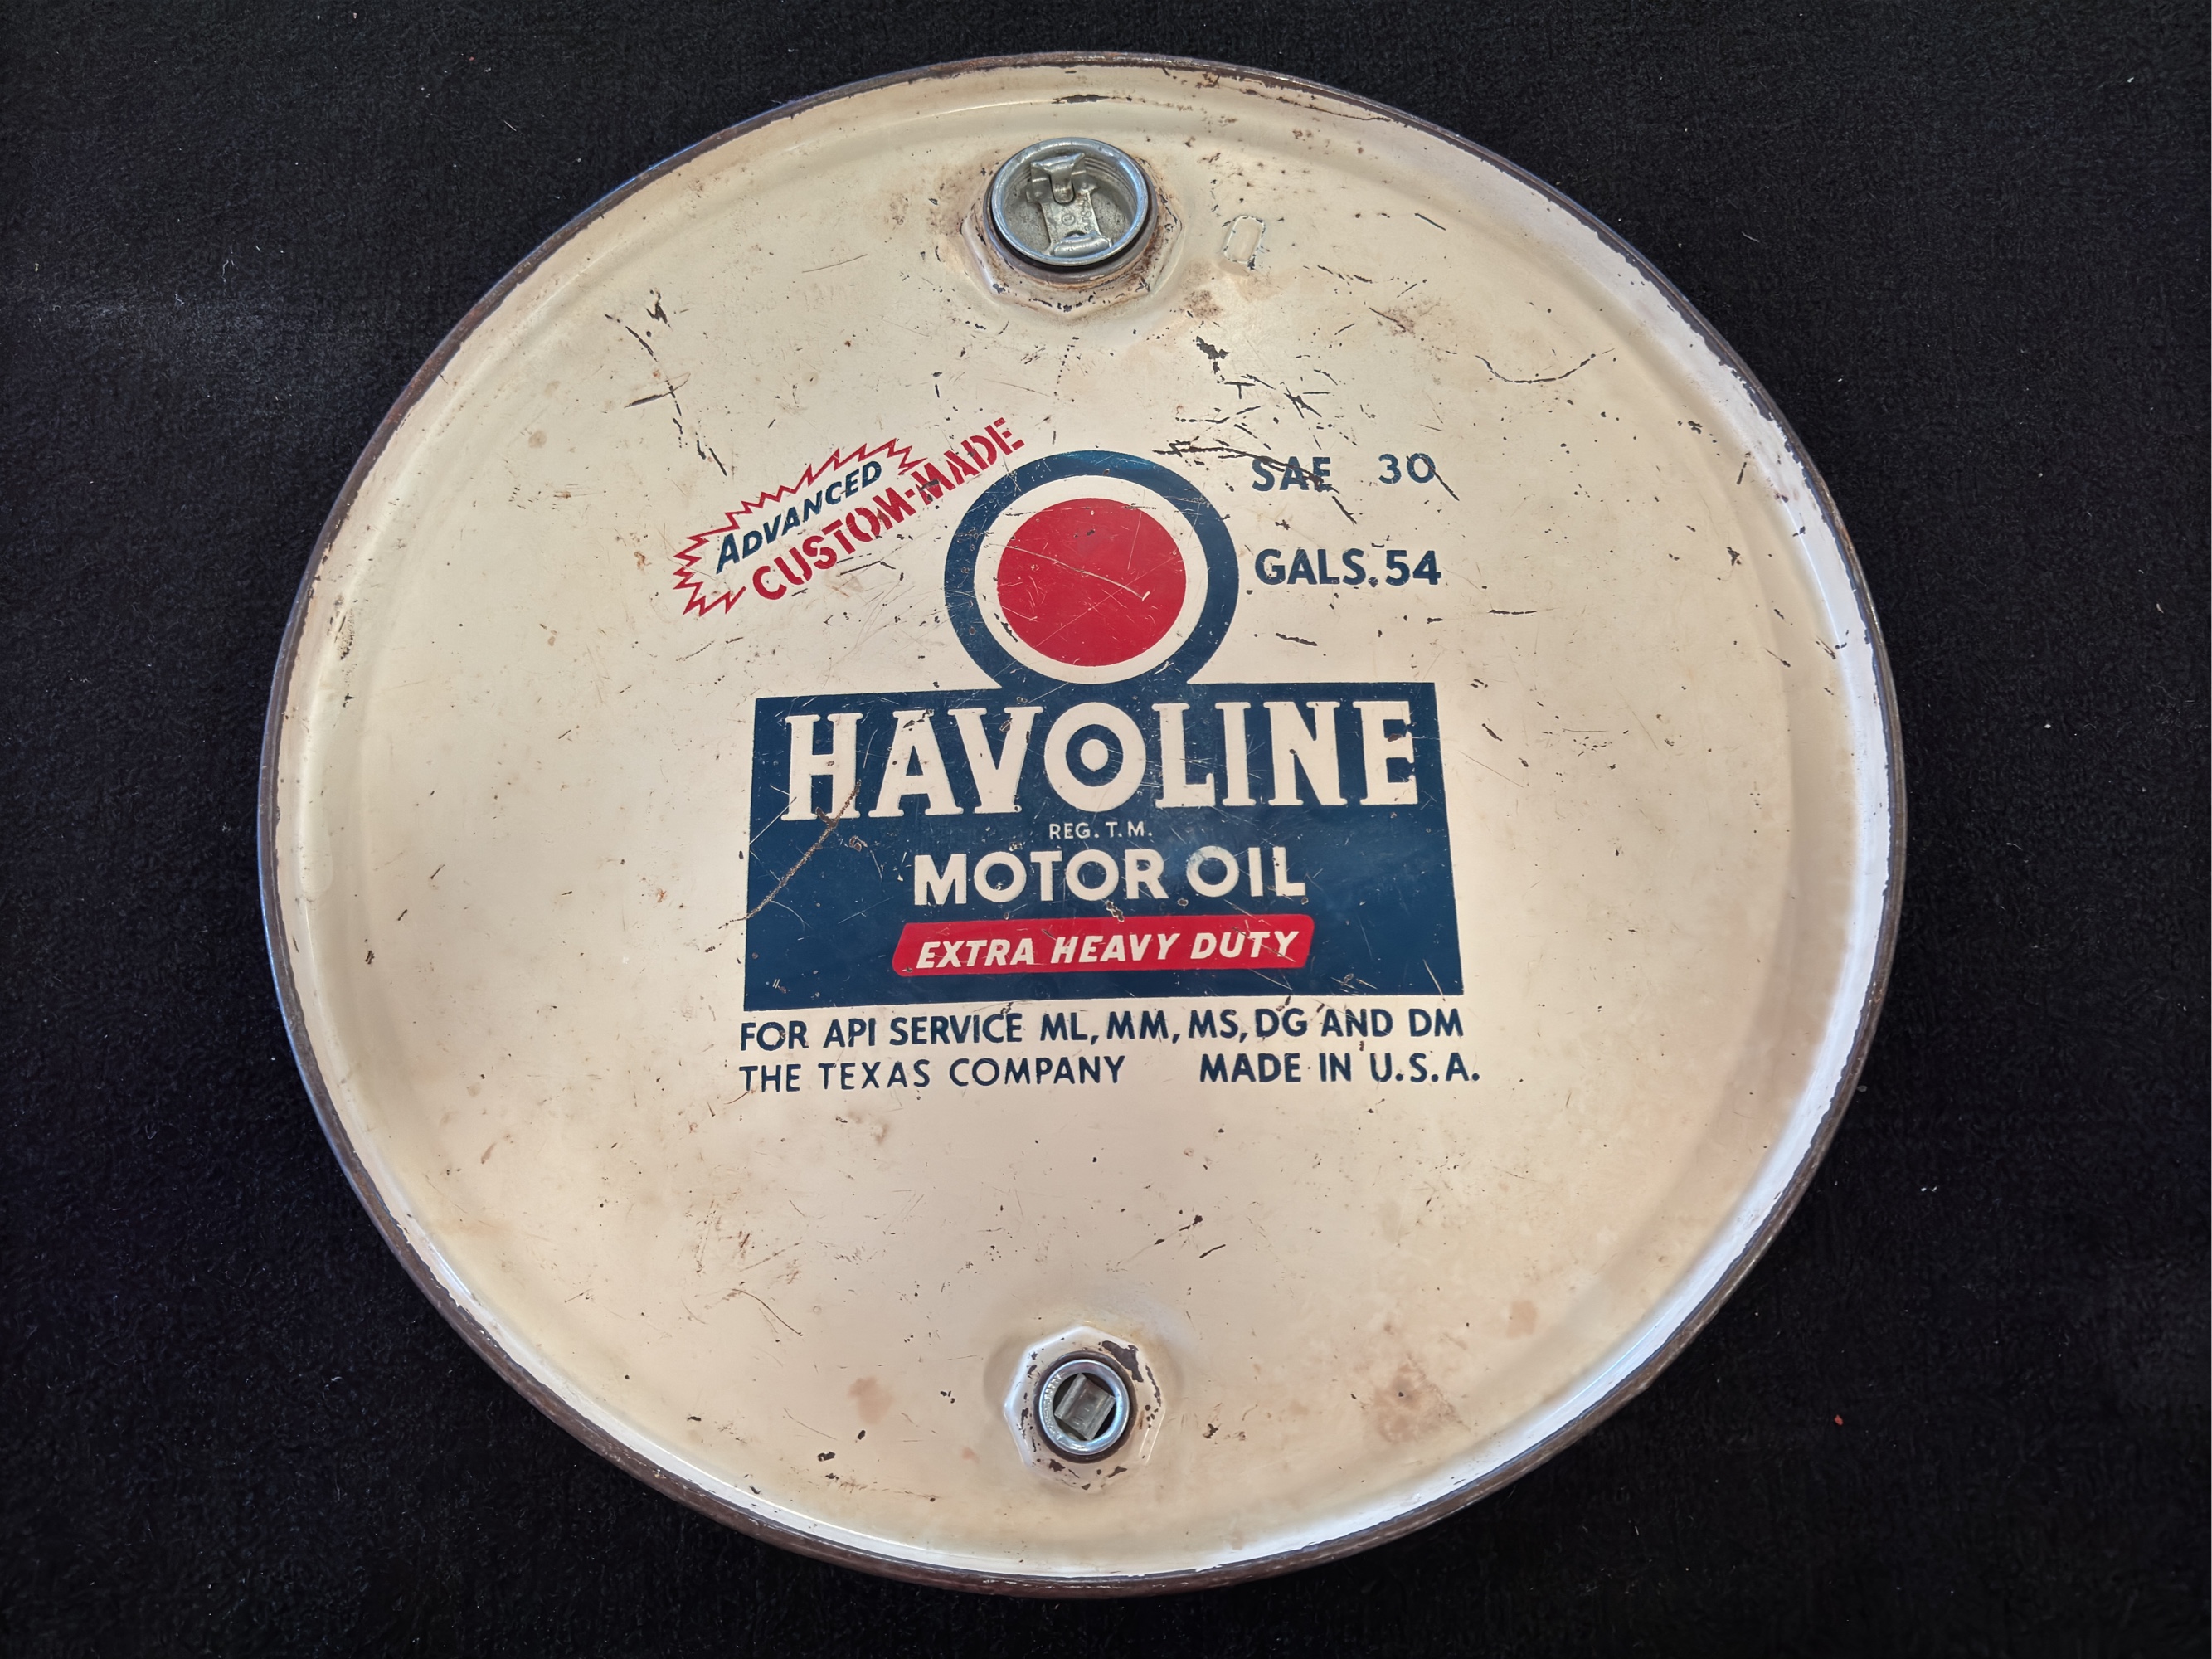 ADVANCED
CUSTOM-MADE
SAE 30
GALS. 54
HAVOLINE
REG. T.M.
MOTOR OIL
EXTRA HEAVY DUTY
FOR API SERVICE ML, MM, MS, DG AND DM
THE TEXAS COMPANY MADE IN U.S.A.